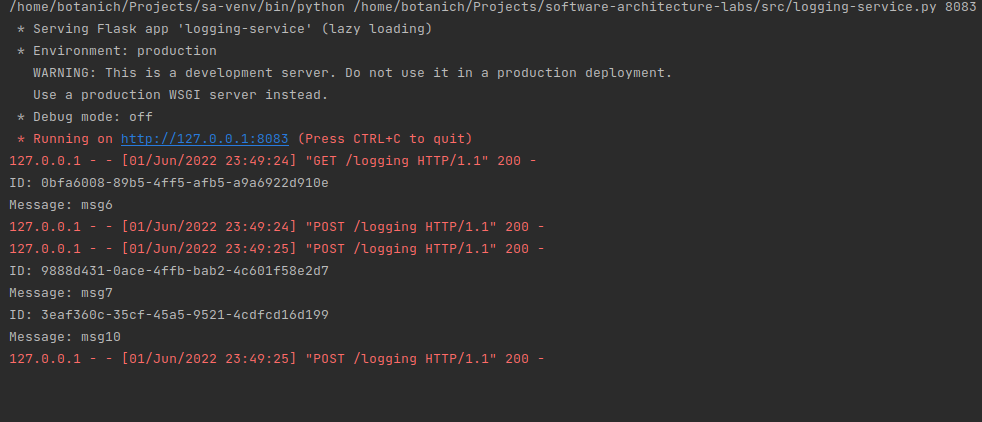 /home/botanich/Projects/sa-venv/bin/python /home/botanich/Projects/software-architecture-labs/src/logging-service.py 8083
 * Serving Flask app 'logging-service' (lazy loading)
 * Environment: production
   WARNING: This is a development server. Do not use it in a production deployment.
   Use a production WSGI server instead.
 * Debug mode: off
 * Running on http://127.0.0.1:8083 (Press CTRL+C to quit)
127.0.0.1 - - [01/Jun/2022 23:49:24] "GET /logging HTTP/1.1" 200 -
ID: 0bfa6008-89b5-4ff5-afb5-a9a6922d910e
Message: msg6
127.0.0.1 - - [01/Jun/2022 23:49:24] "POST /logging HTTP/1.1" 200 -
127.0.0.1 - - [01/Jun/2022 23:49:25] "POST /logging HTTP/1.1" 200 -
ID: 9888d431-0ace-4ffb-bab2-4c601f58e2d7
Message: msg7
ID: 3eaf360c-35cf-45a5-9521-4cdfcd16d199
Message: msg10
127.0.0.1 - - [01/Jun/2022 23:49:25] "POST /logging HTTP/1.1" 200 -